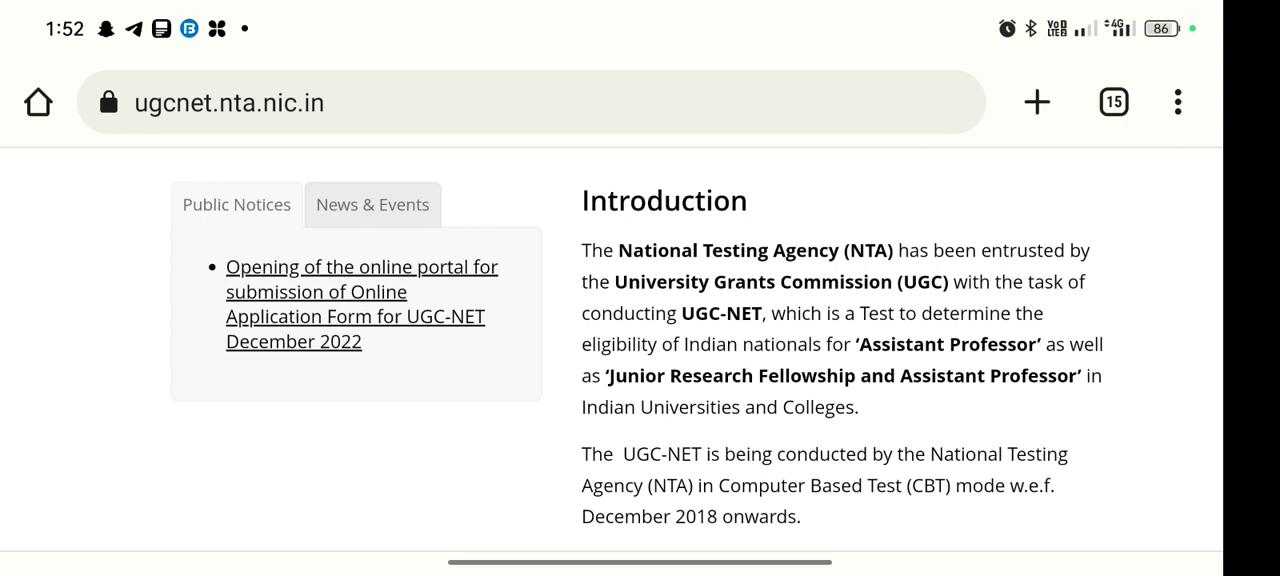 1:52
VoD
LTE2
4G
86
ugcnet.nta.nic.in
15
Public Notices
News & Events
Opening of the online portal for
submission of Online
Application Form for UGC-NET
December 2022
Introduction
The National Testing Agency (NTA) has been entrusted by
the University Grants Commission (UGC) with the task of
conducting UGC-NET, which is a Test to determine the
eligibility of Indian nationals for ‘Assistant Professor’ as well
as ‘Junior Research Fellowship and Assistant Professor’ in
Indian Universities and Colleges.
The  UGC-NET is being conducted by the National Testing
Agency (NTA) in Computer Based Test (CBT) mode w.e.f.
December 2018 onwards.